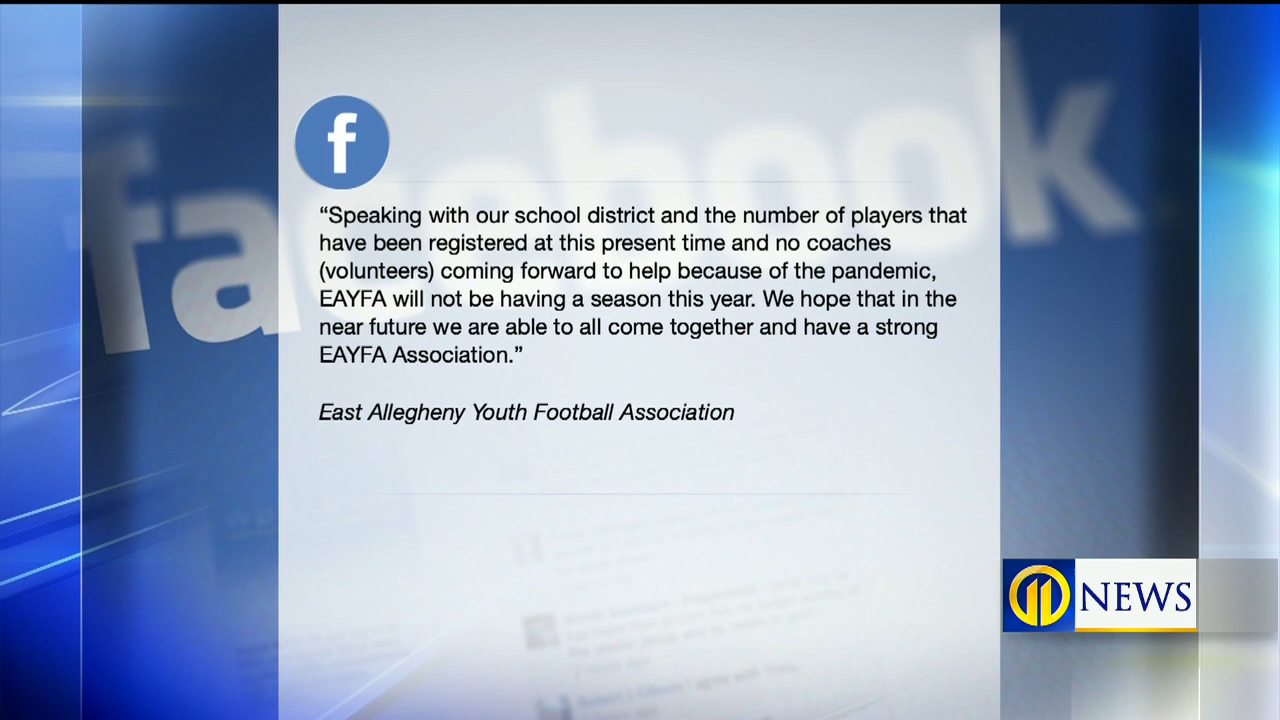 facebook
f
“Speaking with our school district and the number of players that
have been registered at this present time and no coaches
(volunteers) coming forward to help because of the pandemic,
EAYFA will not be having a season this year. We hope that in the
near future we are able to all come together and have a strong
EAYFA Association.”
East Allegheny Youth Football Association
11 NEWS